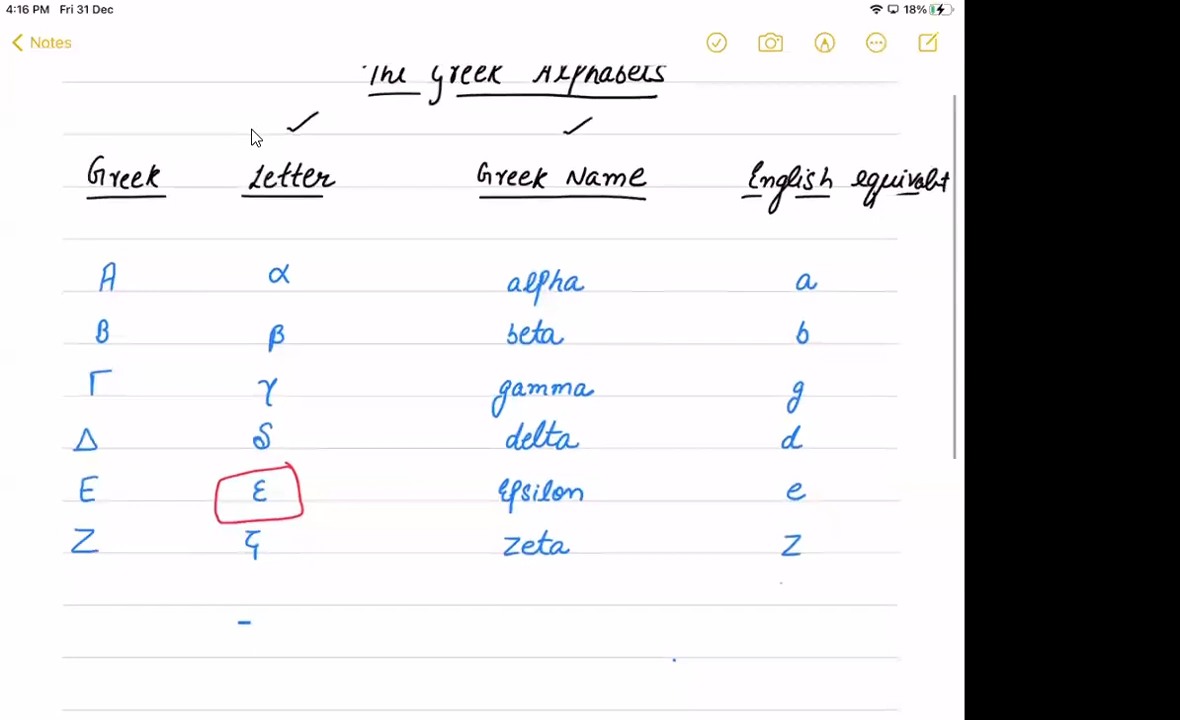 4:16 PM Fri 31 Dec 18%
Notes
The Greek Alphabets
Greek Letter Greek Name English equivalt
Α α alpha a
Β β beta b
Γ γ gamma g
Δ δ delta d
Ε ε Epsilon e
Ζ ζ zeta z